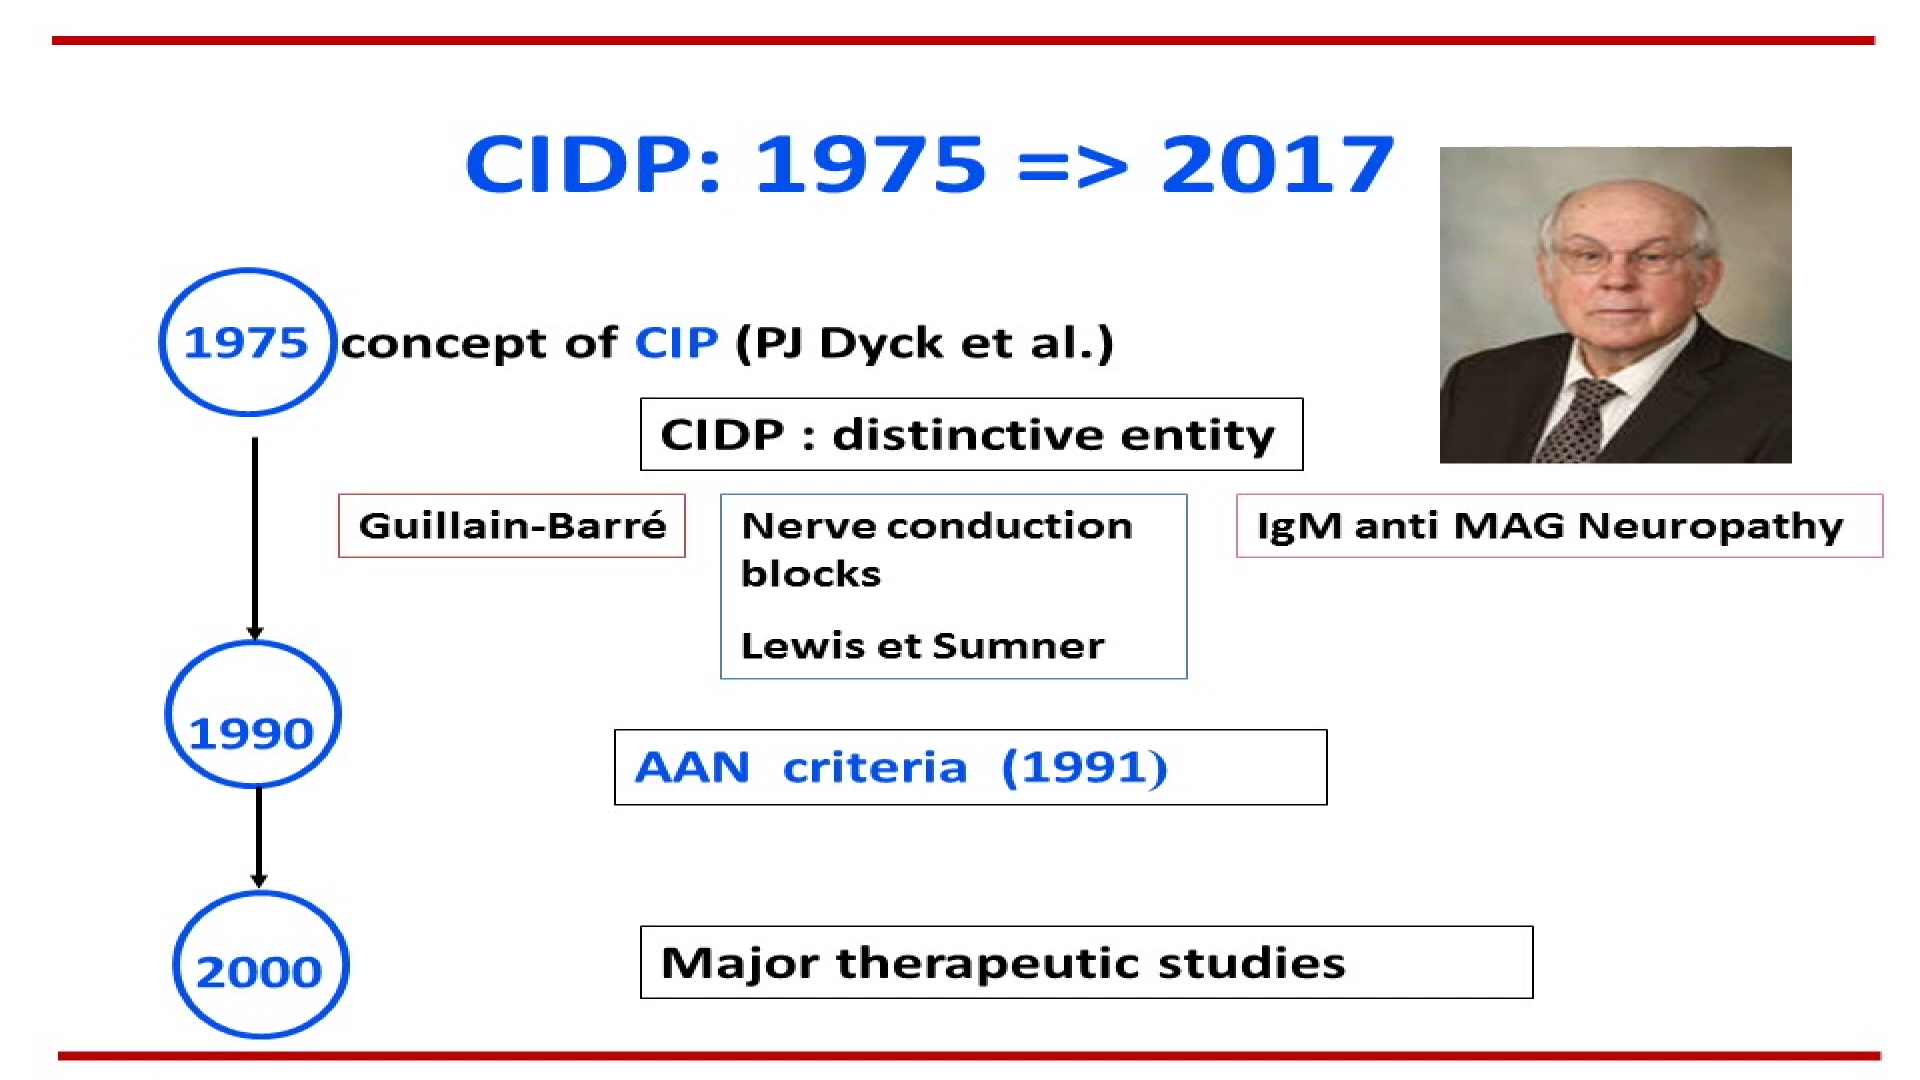 CIDP: 1975 => 2017
1975
concept of CIP (PJ Dyck et al.)
CIDP : distinctive entity
Guillain-Barré
Nerve conduction
blocks
Lewis et Sumner
IgM anti MAG Neuropathy
1990
AAN criteria (1991)
2000
Major therapeutic studies